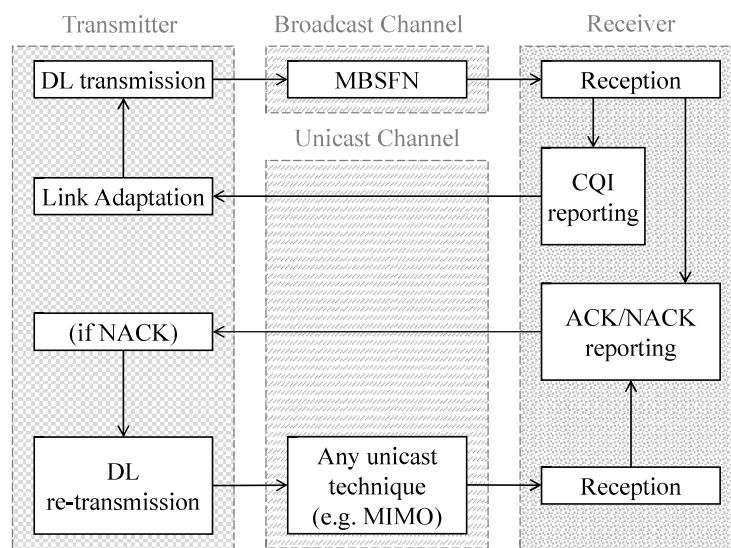 Transmitter
Broadcast Channel
Receiver
DL transmission
MBSFN
Reception
Unicast Channel
Link Adaptation
CQI
reporting
(if NACK)
ACK/NACK
reporting
DL
re-transmission
Any unicast
technique
(e.g. MIMO)
Reception